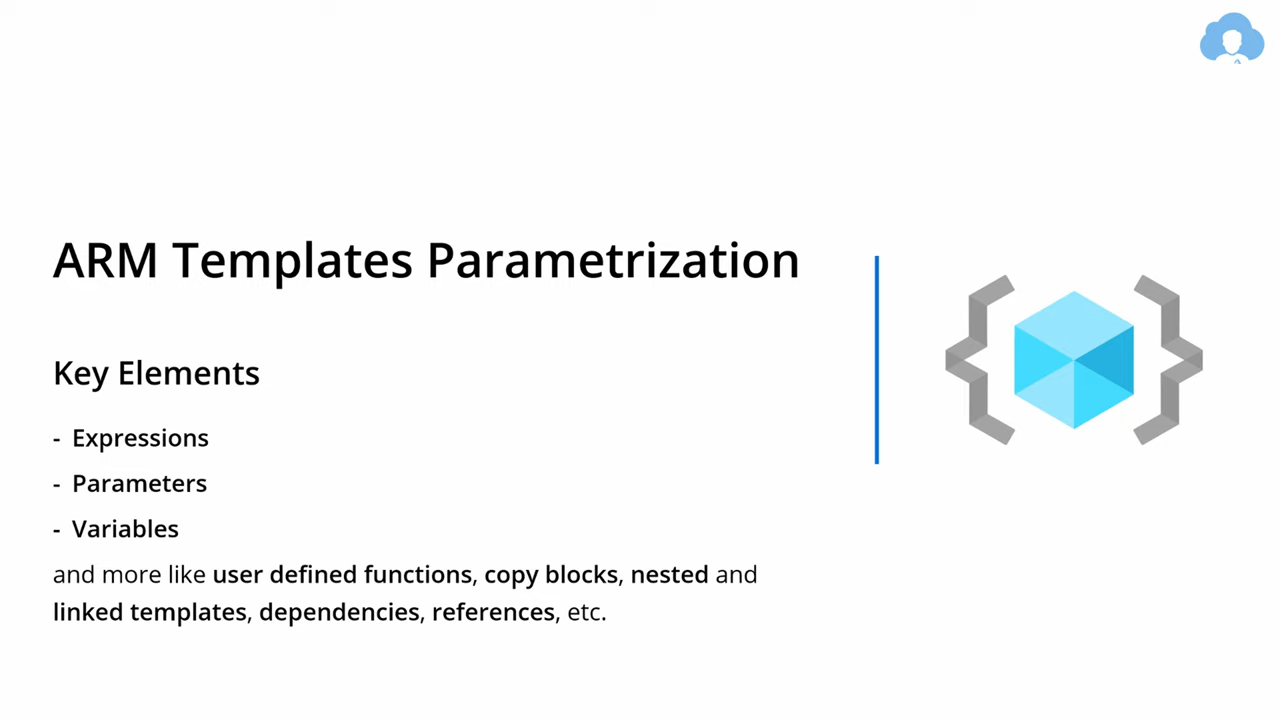 ARM Templates Parametrization
Key Elements
- Expressions
- Parameters
- Variables
and more like user defined functions, copy blocks, nested and
linked templates, dependencies, references, etc.